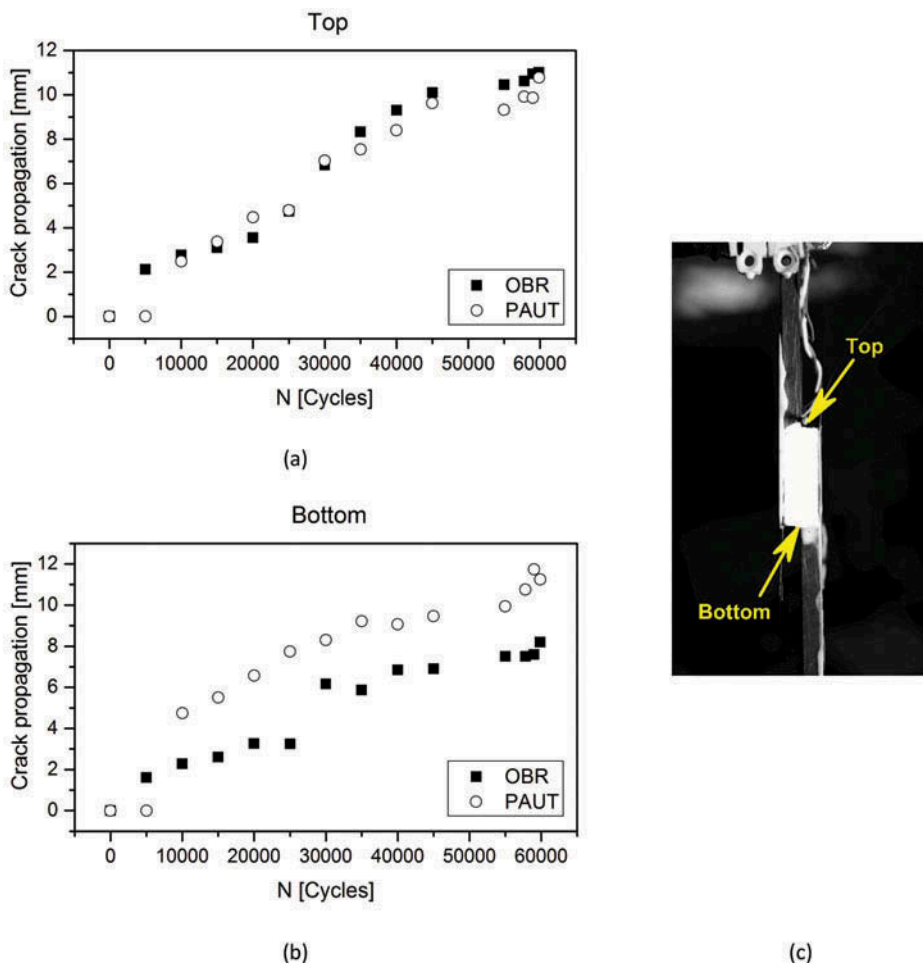 Top
Crack propagation [mm]
12
10
8
6
4
2
0
OBR
PAUT
0 10000 20000 30000 40000 50000 60000
N [Cycles]
(a)
Bottom
Crack propagation [mm]
12
10
8
6
4
2
0
OBR
PAUT
0 10000 20000 30000 40000 50000 60000
N [Cycles]
(b)
Top
Bottom
(c)